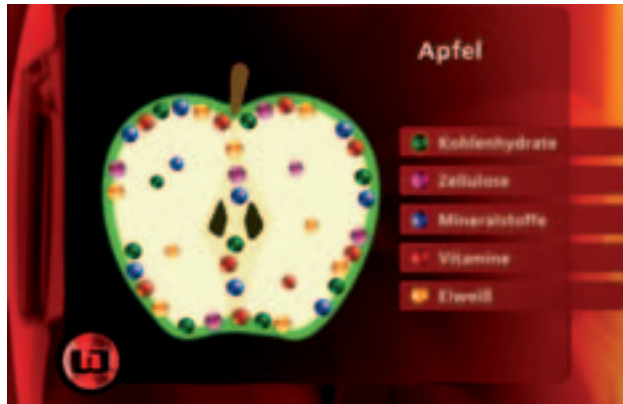 Apfel
Kohlenhydrate
Zellulose
Mineralstoffe
Vitamine
Eiweiß